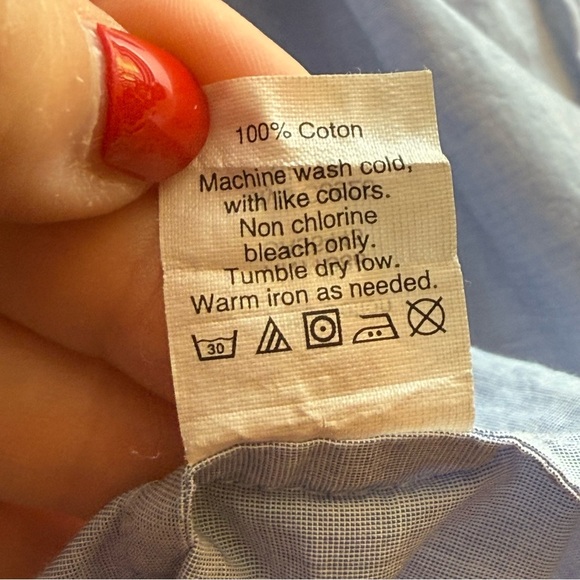 100% Coton
Machine wash cold,
with like colors.
Non chlorine
bleach only.
Tumble dry low.
Warm iron as needed.
30